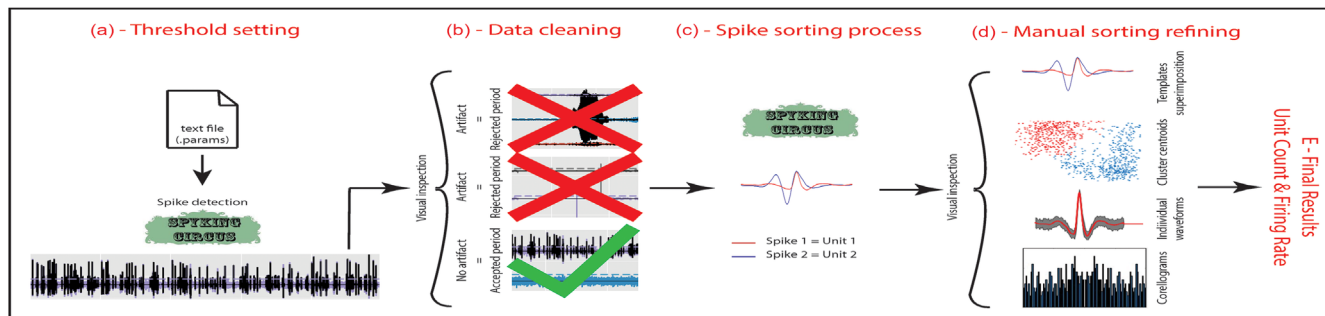 (a) - Threshold setting
text file
(.params)
Spike detection
SPYKING
CIRCUS
(b) - Data cleaning
Visual inspection
Artifact
=
Rejected period
Artifact
=
Rejected period
No artifact
=
Accepted period
(c) - Spike sorting process
SPYKING
CIRCUS
Spike 1 = Unit 1
Spike 2 = Unit 2
(d) - Manual sorting refining
Visual inspection
Templates
superimposition
Cluster centroids
Indiividual
waveforms
Corellograms
E - Final Results
Unit Count & Firing Rate